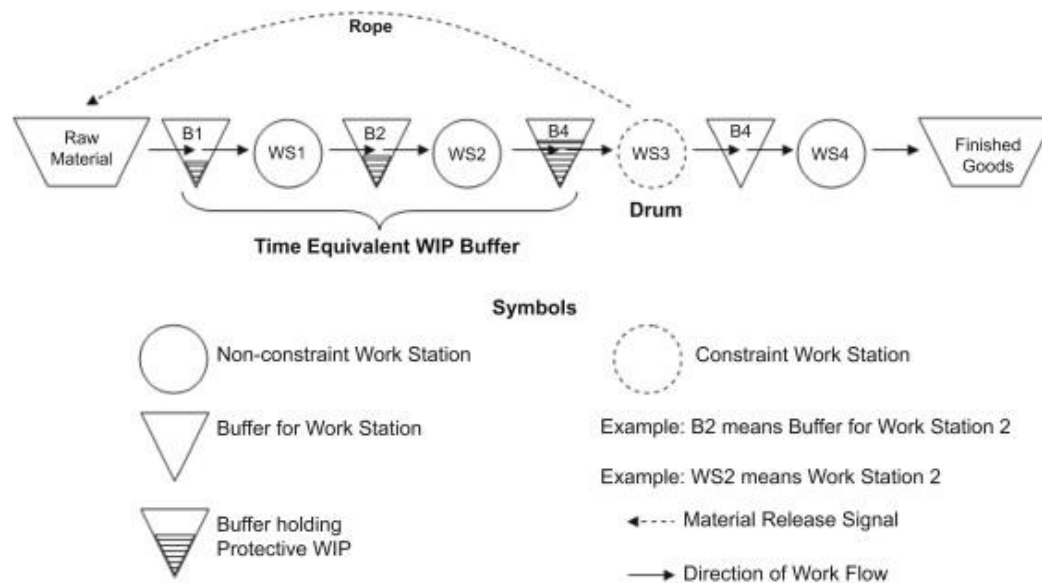 Rope
Raw
Material
B1
WS1
B2
WS2
B4
WS3
B4
WS4
Finished
Goods
Drum
Time Equivalent WIP Buffer
Symbols
Non-constraint Work Station
Constraint Work Station
Buffer for Work Station
Example: B2 means Buffer for Work Station 2
Example: WS2 means Work Station 2
Buffer holding
Protective WIP
Material Release Signal
Direction of Work Flow